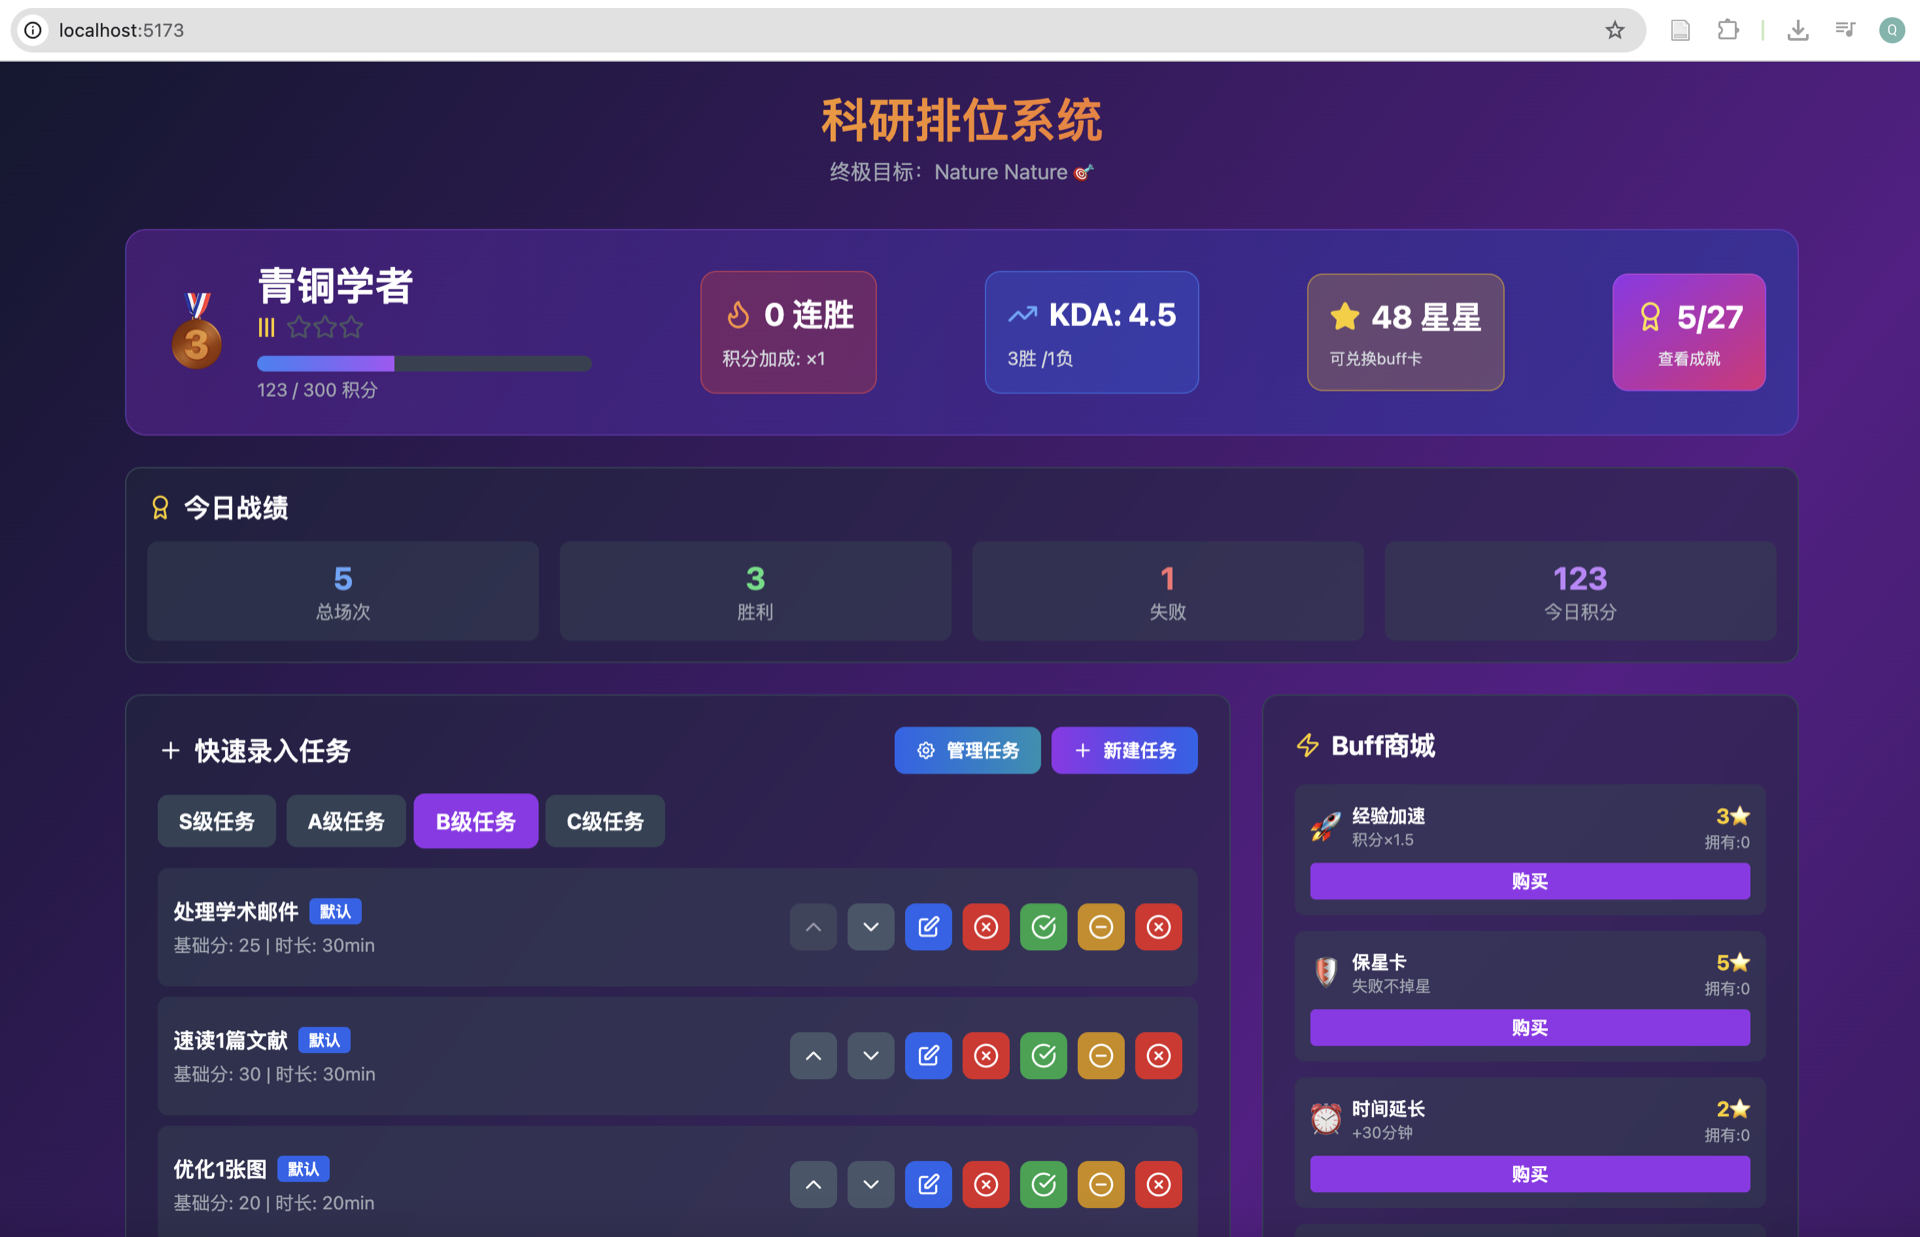 localhost:5173
Q
科研排位系统
终极目标：Nature Nature 🎯
3
青铜学者
III
123 / 300 积分
0 连胜
积分加成: ×1
KDA: 4.5
3胜 /1负
48 星星
可兑换buff卡
5/27
查看成就
今日战绩
5
总场次
3
胜利
1
失败
123
今日积分
快速录入任务
管理任务
新建任务
S级任务
A级任务
B级任务
C级任务
处理学术邮件 默认
基础分: 25 | 时长: 30min
速读1篇文献 默认
基础分: 30 | 时长: 30min
优化1张图 默认
基础分: 20 | 时长: 20min
Buff商城
经验加速
积分×1.5
3⭐
拥有:0
购买
保星卡
失败不掉星
5⭐
拥有:0
购买
时间延长
+30分钟
2⭐
拥有:0
购买